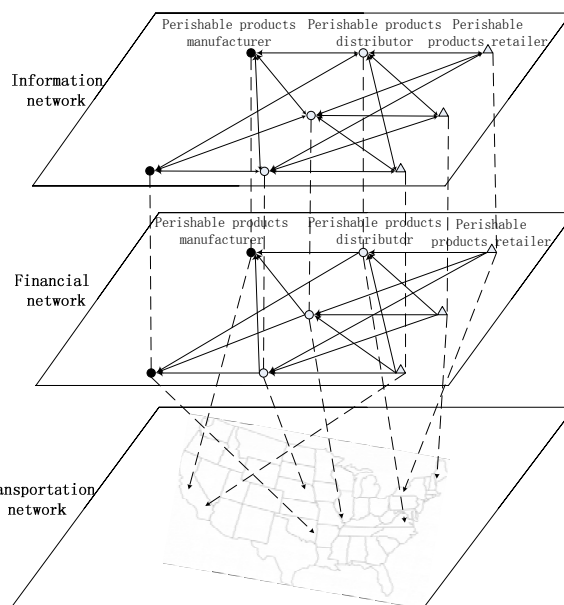 Perishable products
manufacturer
Perishable products
distributor
Perishable
products retailer
Information
network
Perishable products
manufacturer
Perishable products
distributor
Perishable
products retailer
Financial
network
ansportation
network